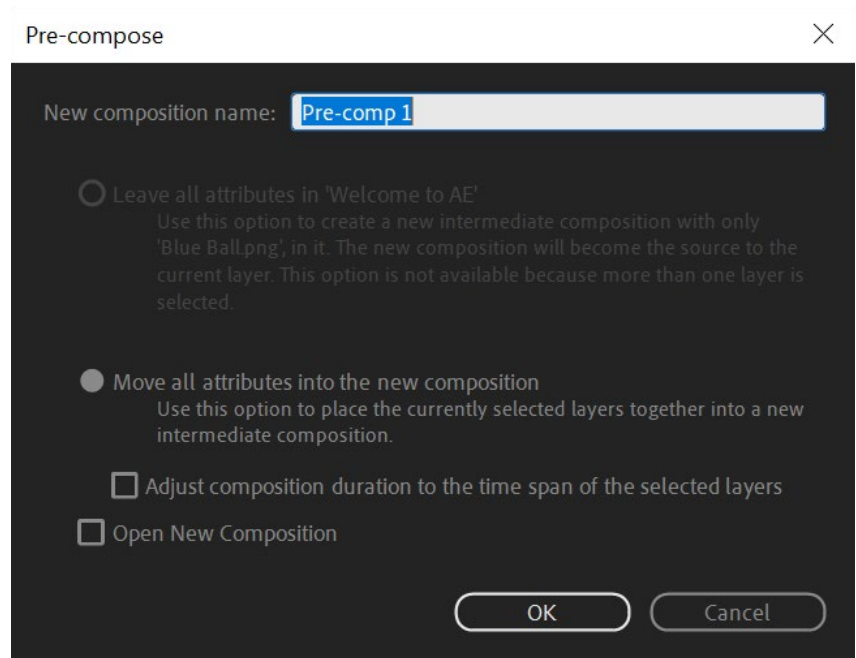 Pre-compose
New composition name: Pre-comp 1
Leave all attributes in 'Welcome to AE'
Use this option to create a new intermediate composition with only
'Blue Ball.png', in it. The new composition will become the source to the
current layer. This option is not available because more than one layer is
selected.
Move all attributes into the new composition
Use this option to place the currently selected layers together into a new
intermediate composition.
Adjust composition duration to the time span of the selected layers
Open New Composition
OK Cancel